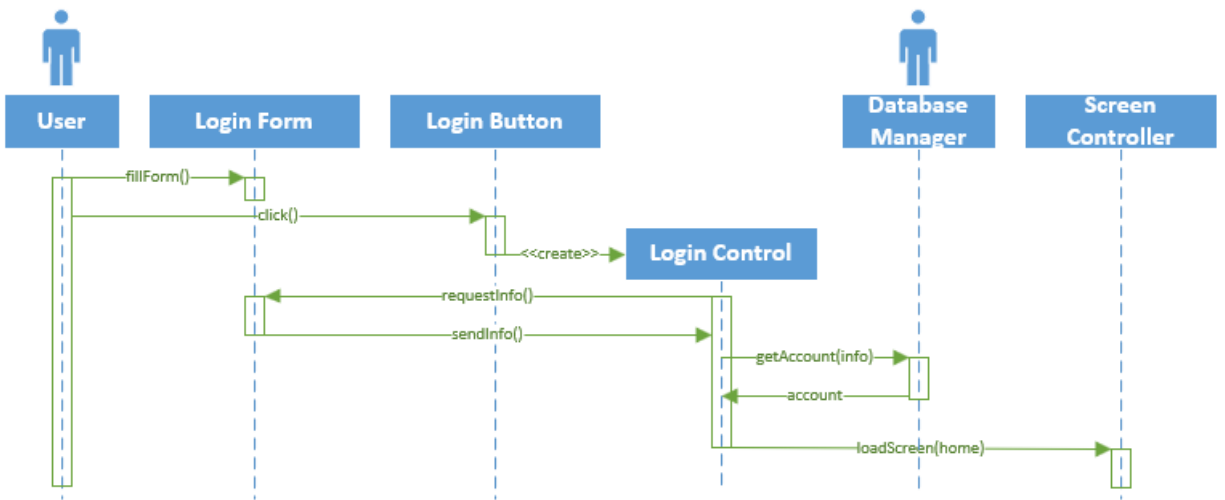 User
Login Form
Login Button
Database
Manager
Screen
Controller
fillForm()
click()
<<create>>
Login Control
requestInfo()
sendInfo()
getAccount(info)
account
loadScreen(home)